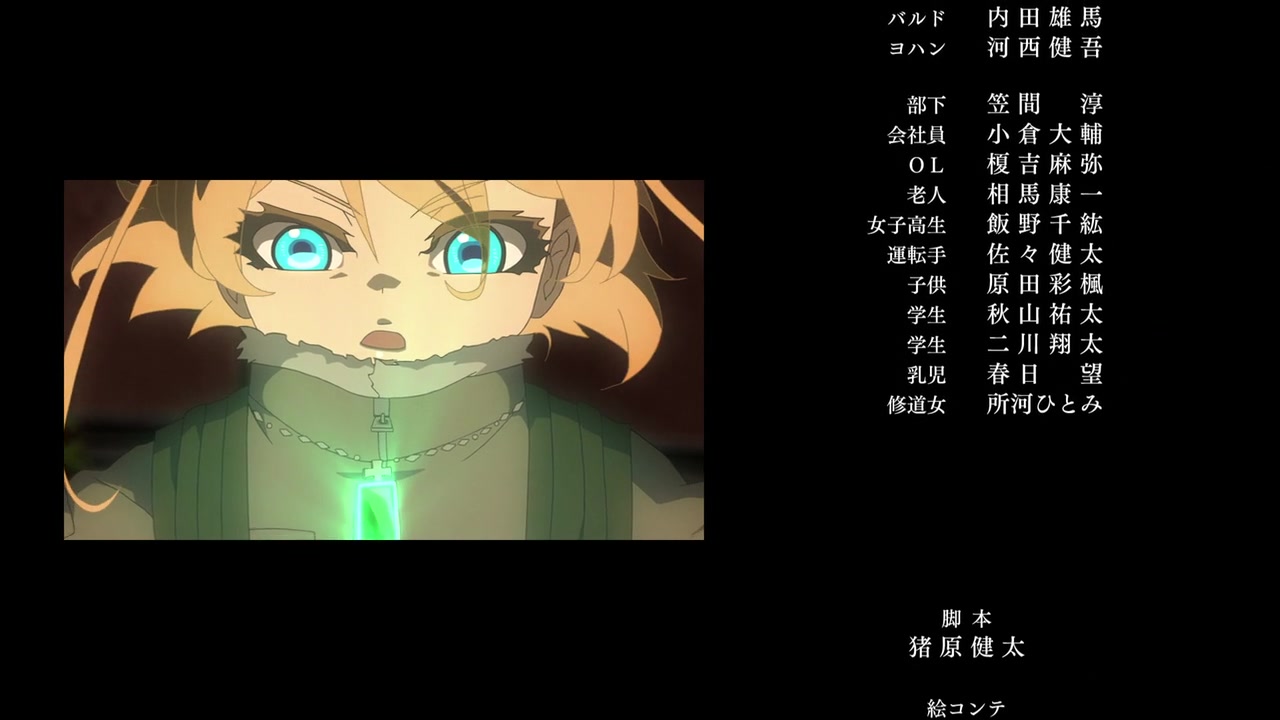 バルド 内田雄馬
ヨハン 河西健吾
部下 笠間 淳
会社員 小倉大輔
OL 榎吉麻弥
老人 相馬康一
女子高生 飯野千紘
運転手 佐々健太
子供 原田彩楓
学生 秋山祐太
学生 二川翔太
乳児 春日 望
修道女 所河ひとみ
脚本
猪原健太
絵コンテ